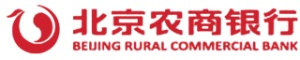 北京农商银行
BEIJING RURAL COMMERCIAL BANK